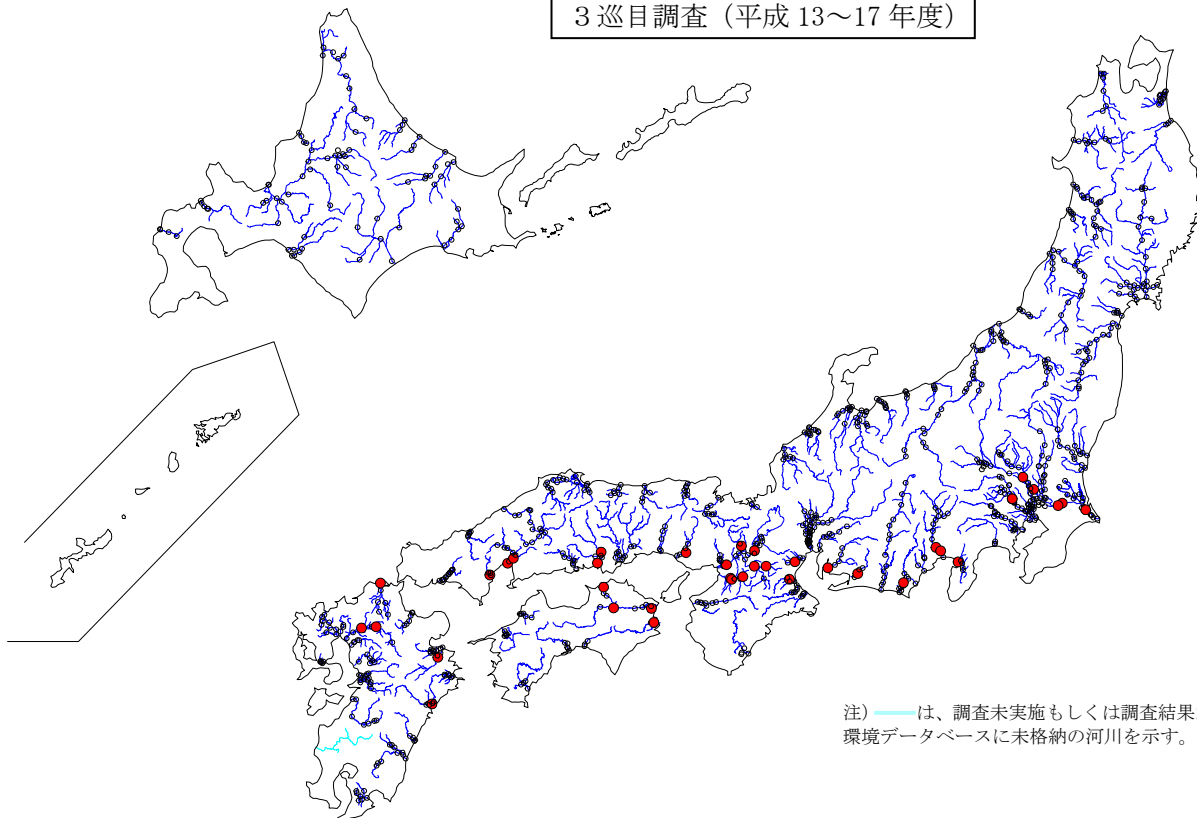 3巡目調査（平成 13～17 年度）
注） は、調査未実施もしくは調査結果
環境データベースに未格納の河川を示す。